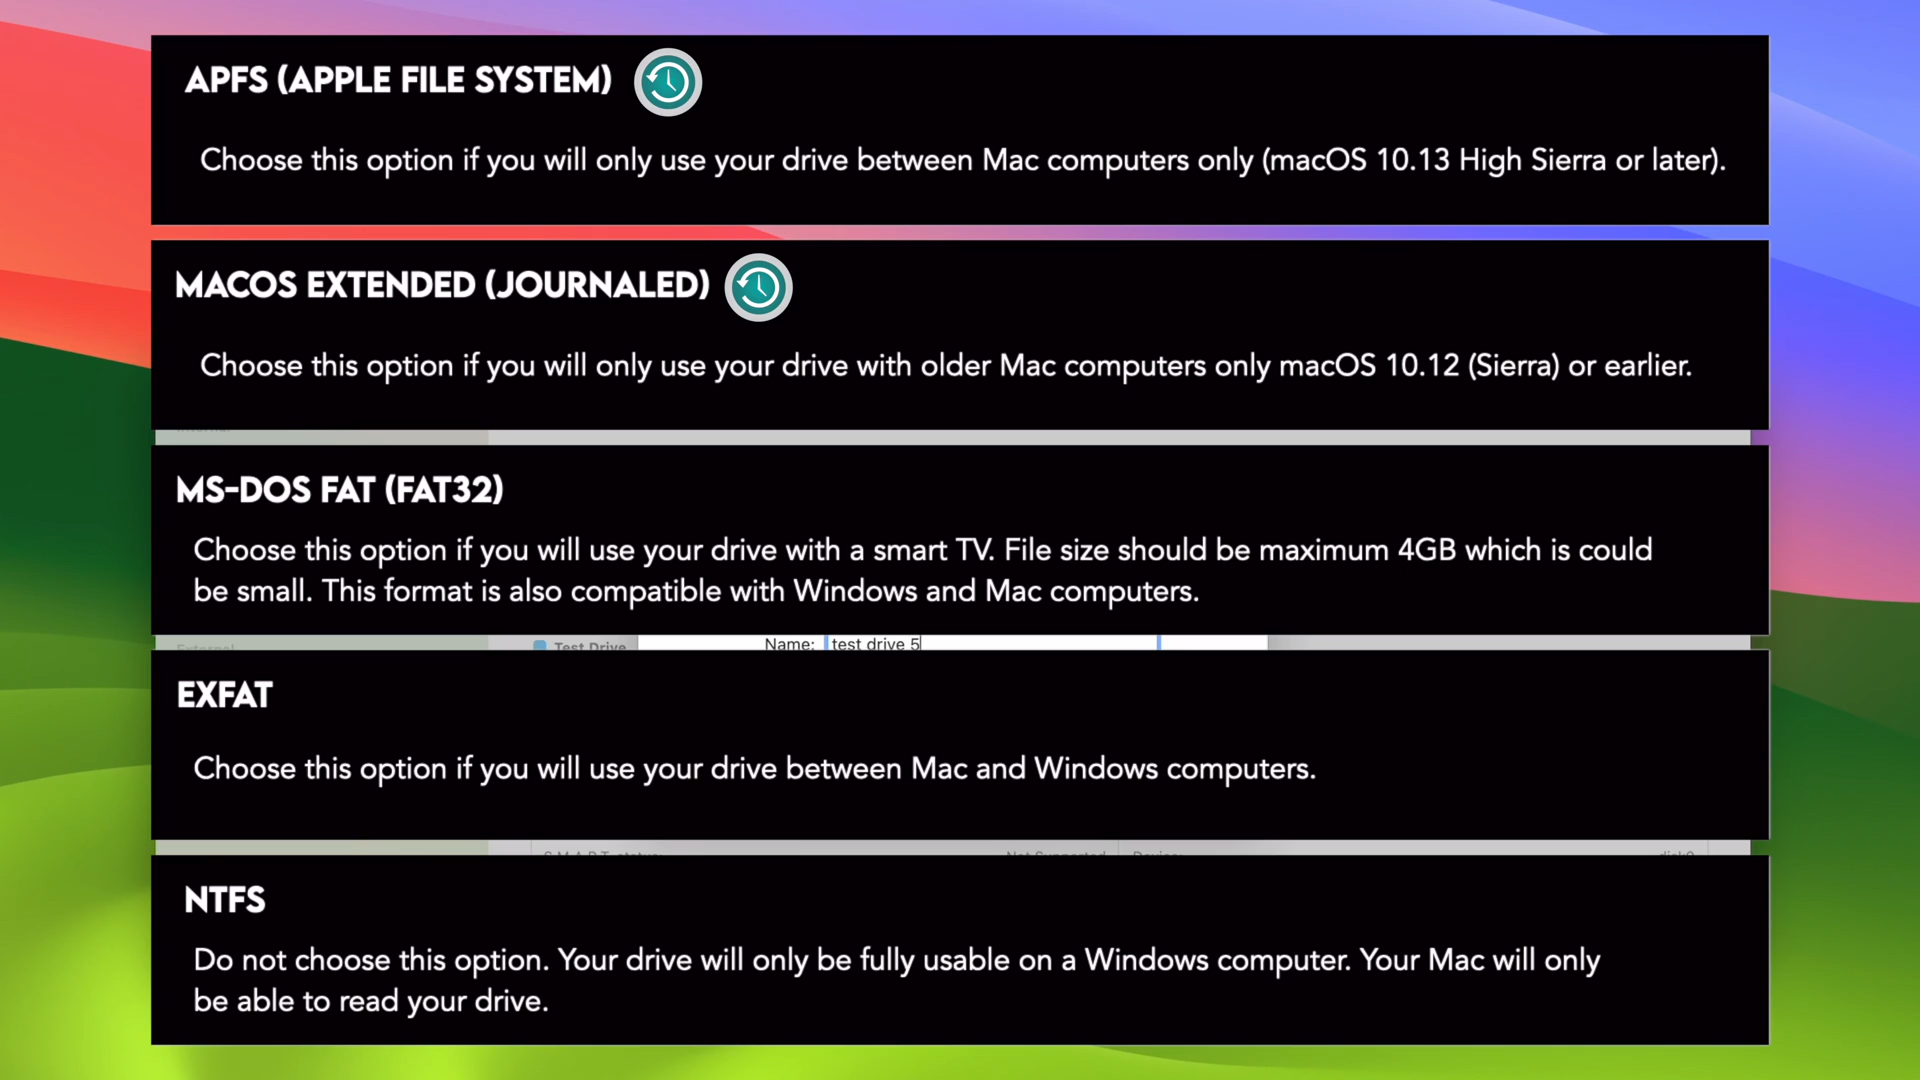 APFS (APPLE FILE SYSTEM)
Choose this option if you will only use your drive between Mac computers only (macOS 10.13 High Sierra or later).
MACOS EXTENDED (JOURNALED)
Choose this option if you will only use your drive with older Mac computers only macOS 10.12 (Sierra) or earlier.
MS-DOS FAT (FAT32)
Choose this option if you will use your drive with a smart TV. File size should be maximum 4GB which is could
be small. This format is also compatible with Windows and Mac computers.
External
Test Drive
Name: test drive 5
EXFAT
Choose this option if you will use your drive between Mac and Windows computers.
S.M.A.R.T. status: Not Supported Device: disk9
NTFS
Do not choose this option. Your drive will only be fully usable on a Windows computer. Your Mac will only
be able to read your drive.